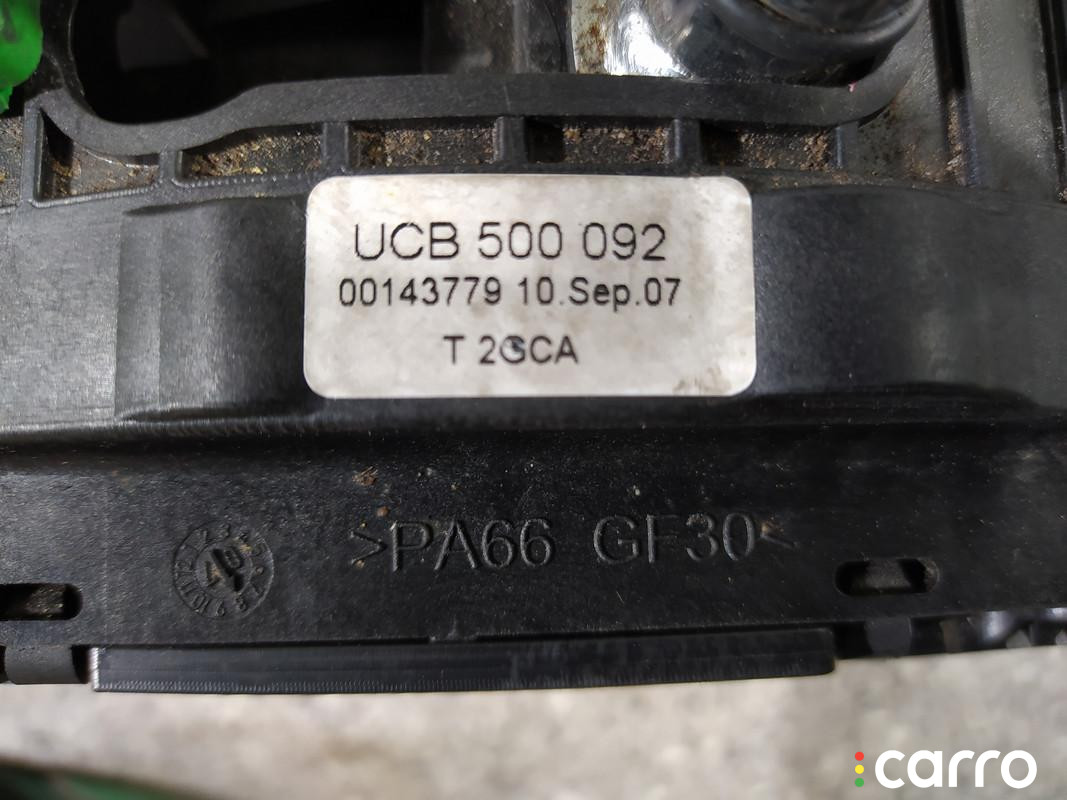 UCB 500 092
00143779 10.Sep.07
T 2GCA
>PA66 GF30<
carro